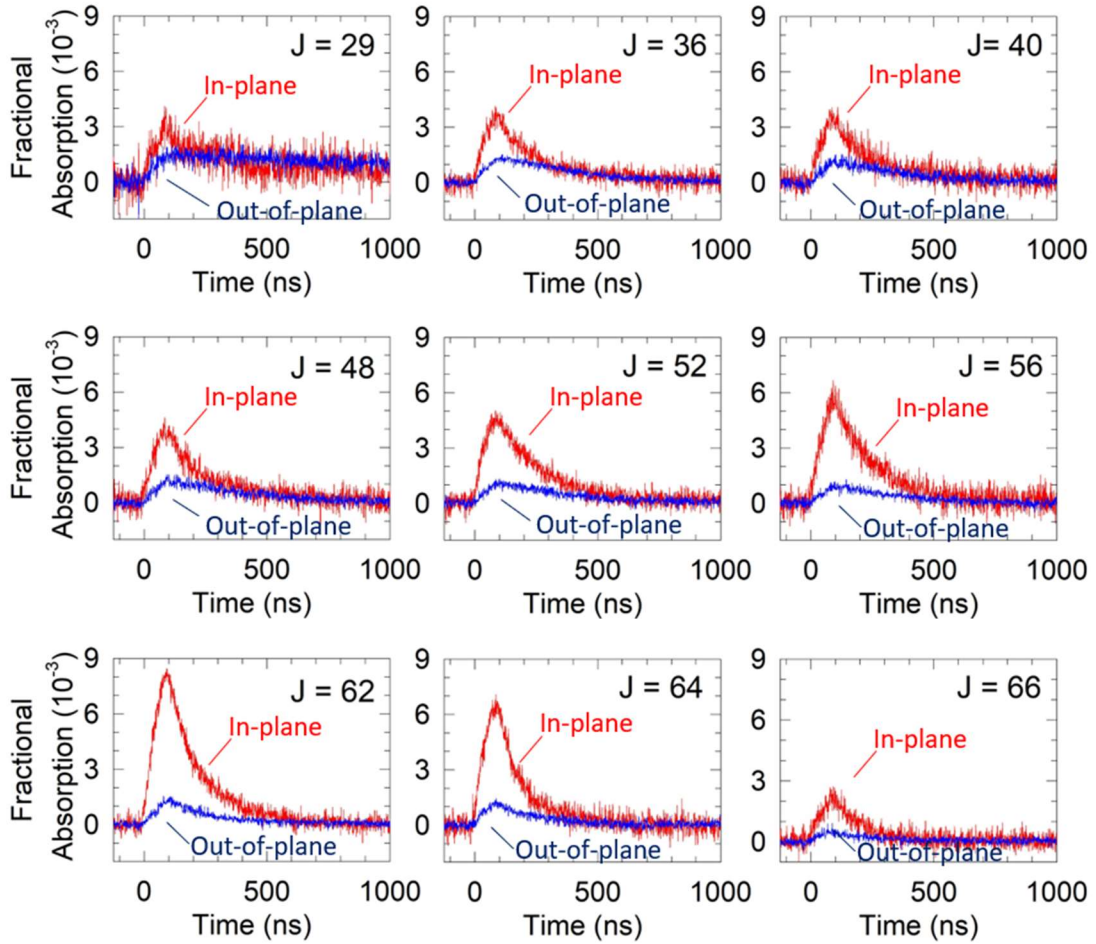 9
6
3
0
Fractional
Absorption (10⁻³)
J = 29
In-plane
Out-of-plane
0 500 1000
Time (ns)
9
6
3
0
J = 36
In-plane
Out-of-plane
0 500 1000
Time (ns)
9
6
3
0
J= 40
In-plane
Out-of-plane
0 500 1000
Time (ns)
9
6
3
0
Fractional
Absorption (10⁻³)
J = 48
In-plane
Out-of-plane
0 500 1000
Time (ns)
9
6
3
0
J = 52
In-plane
Out-of-plane
0 500 1000
Time (ns)
9
6
3
0
J = 56
In-plane
Out-of-plane
0 500 1000
Time (ns)
9
6
3
0
Fractional
Absorption (10⁻³)
J = 62
In-plane
Out-of-plane
0 500 1000
Time (ns)
9
6
3
0
J = 64
In-plane
Out-of-plane
0 500 1000
Time (ns)
9
6
3
0
J = 66
In-plane
Out-of-plane
0 500 1000
Time (ns)